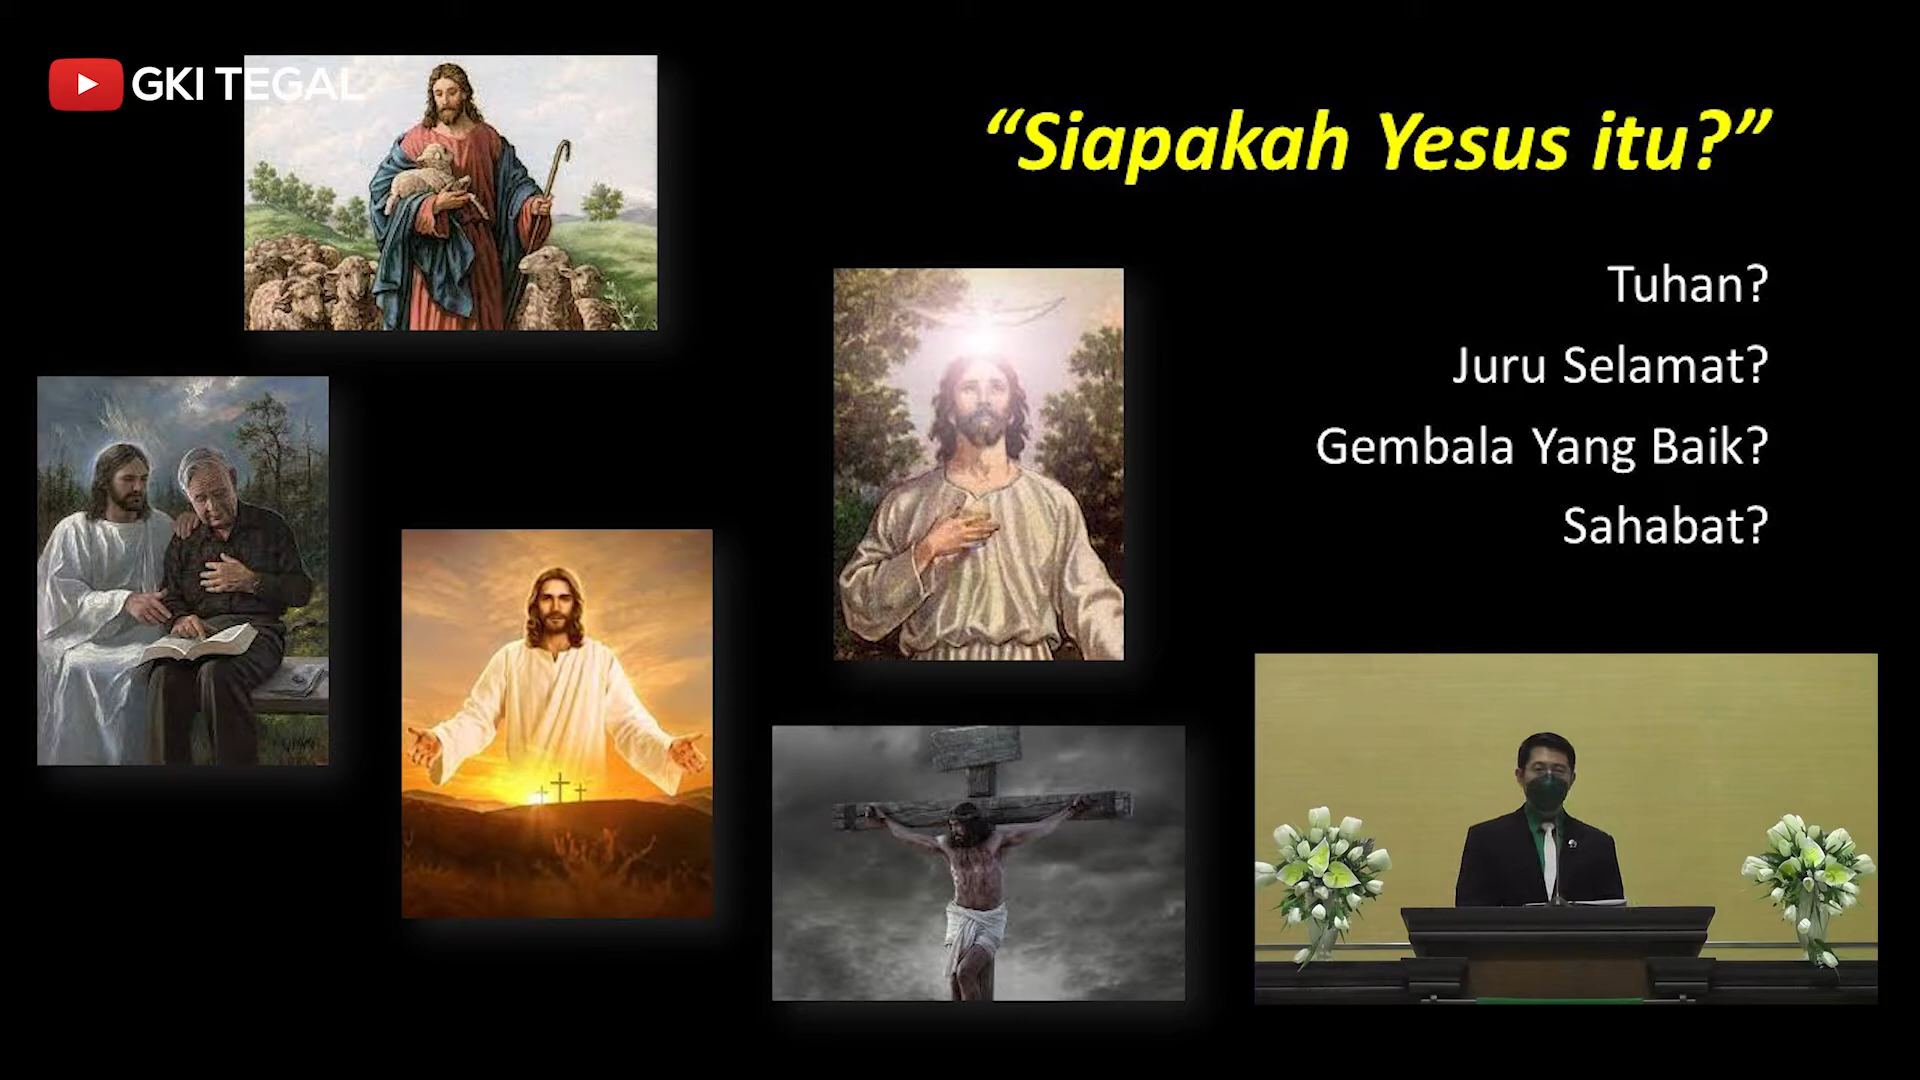 GKI TEGAL
“Siapakah Yesus itu?”
Tuhan?
Juru Selamat?
Gembala Yang Baik?
Sahabat?